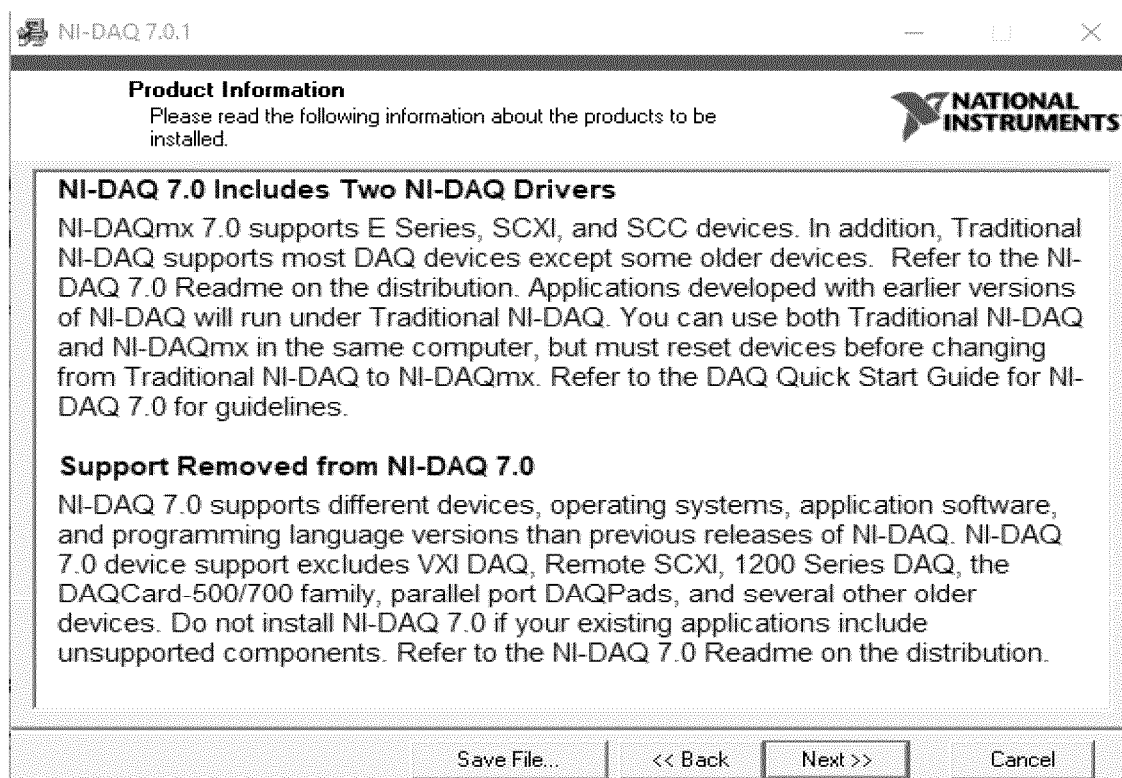 NI-DAQ 7.0.1
Product Information
Please read the following information about the products to be
installed.
NATIONAL
INSTRUMENTS
NI-DAQ 7.0 Includes Two NI-DAQ Drivers
NI-DAQmx 7.0 supports E Series, SCXI, and SCC devices. In addition, Traditional
NI-DAQ supports most DAQ devices except some older devices.  Refer to the NI-
DAQ 7.0 Readme on the distribution. Applications developed with earlier versions
of NI-DAQ will run under Traditional NI-DAQ. You can use both Traditional NI-DAQ
and NI-DAQmx in the same computer, but must reset devices before changing
from Traditional NI-DAQ to NI-DAQmx. Refer to the DAQ Quick Start Guide for NI-
DAQ 7.0 for guidelines.
Support Removed from NI-DAQ 7.0
NI-DAQ 7.0 supports different devices, operating systems, application software,
and programming language versions than previous releases of NI-DAQ. NI-DAQ
7.0 device support excludes VXI DAQ, Remote SCXI, 1200 Series DAQ, the
DAQCard-500/700 family, parallel port DAQPads, and several other older
devices. Do not install NI-DAQ 7.0 if your existing applications include
unsupported components. Refer to the NI-DAQ 7.0 Readme on the distribution.
Save File... << Back Next >> Cancel